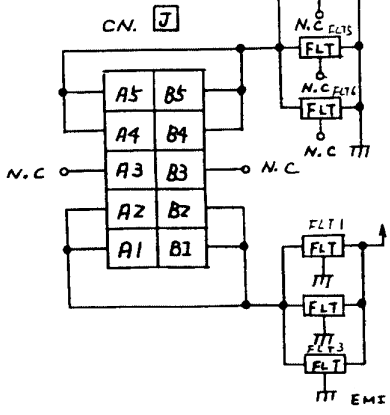 CN. J
N.C FLT5
FLT
N.C FLT6
FLT
N.C
A5 B5
A4 B4
N.C A3 B3 N.C
A2 B2
A1 B1
FLT1
FLT
FLT
FLT3
FLT
EMI